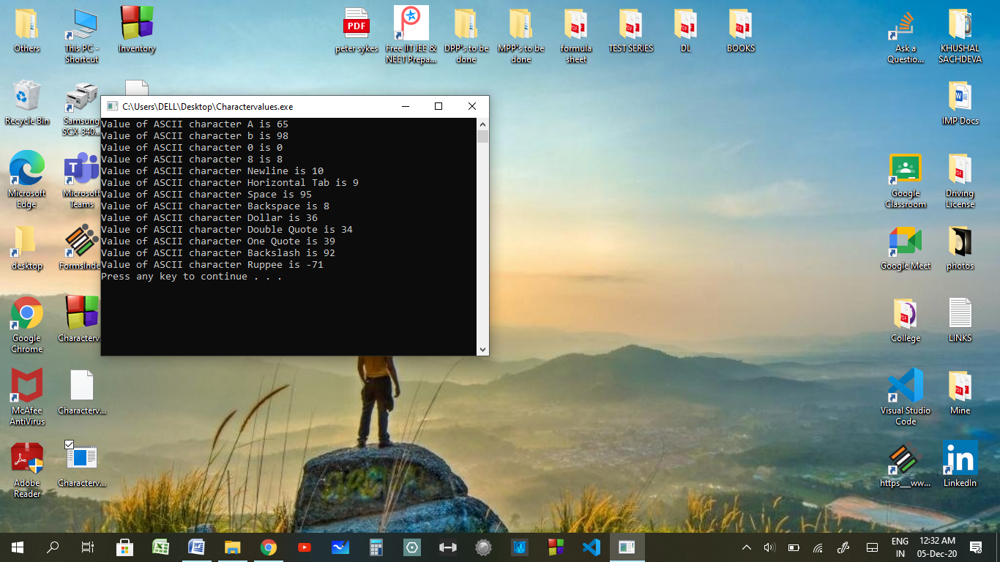 Others
This PC -
Shortcut
Inventory
PDF
peter sykes
Free IITJEE &
NEET Prepa...
DPP's to be
done
MPP's to be
done
formula
sheet
TEST SERIES
DL
BOOKS
Ask a
Questio...
KHUSHAL
SACHDEVA
Recycle Bin
Samsung
SCX-340...
IMP Docs
C:\Users\DELL\Desktop\Charactervalues.exe
Value of ASCII character A is 65
Value of ASCII character b is 98
Value of ASCII character 0 is 0
Value of ASCII character 8 is 8
Value of ASCII character Newline is 10
Value of ASCII character Horizontal Tab is 9
Value of ASCII character Space is 95
Value of ASCII character Backspace is 8
Value of ASCII character Dollar is 36
Value of ASCII character Double Quote is 34
Value of ASCII character One Quote is 39
Value of ASCII character Backslash is 92
Value of ASCII character Ruppee is -71
Press any key to continue . . .
Microsoft
Edge
Microsoft
Teams
Google
Classroom
Driving
License
desktop
FormsInde
Google Meet
photos
Google
Chrome
Characterv
College
LINKS
McAfee
AntiVirus
Characterv...
Visual Studio
Code
Mine
Adobe
Reader
Characterv...
https___ww...
LinkedIn
ENG
IN
12:32 AM
05-Dec-20